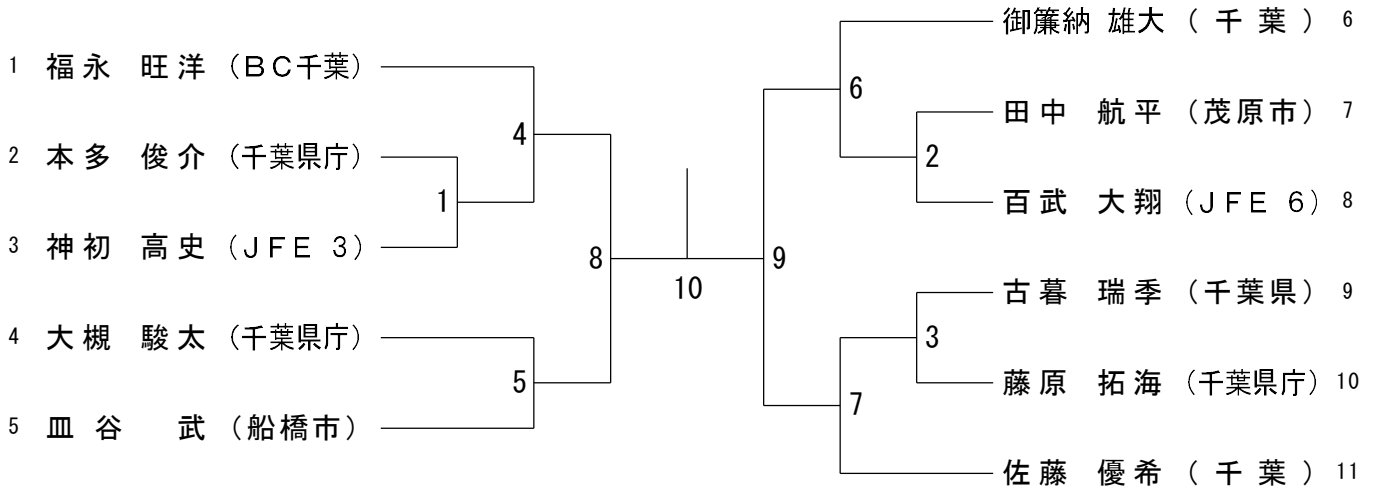 1 福永 旺洋 (BC千葉)
2 本多 俊介 (千葉県庁)
3 神初 高史 (JFE 3)
4 大槻 駿太 (千葉県庁)
5 皿谷 武 (船橋市)
1
4
5
8
10
9
6
2
3
7
御簾納 雄大 (千葉) 6
田中 航平 (茂原市) 7
百武 大翔 (JFE 6) 8
古暮 瑞季 (千葉県) 9
藤原 拓海 (千葉県庁) 10
佐藤 優希 (千葉) 11